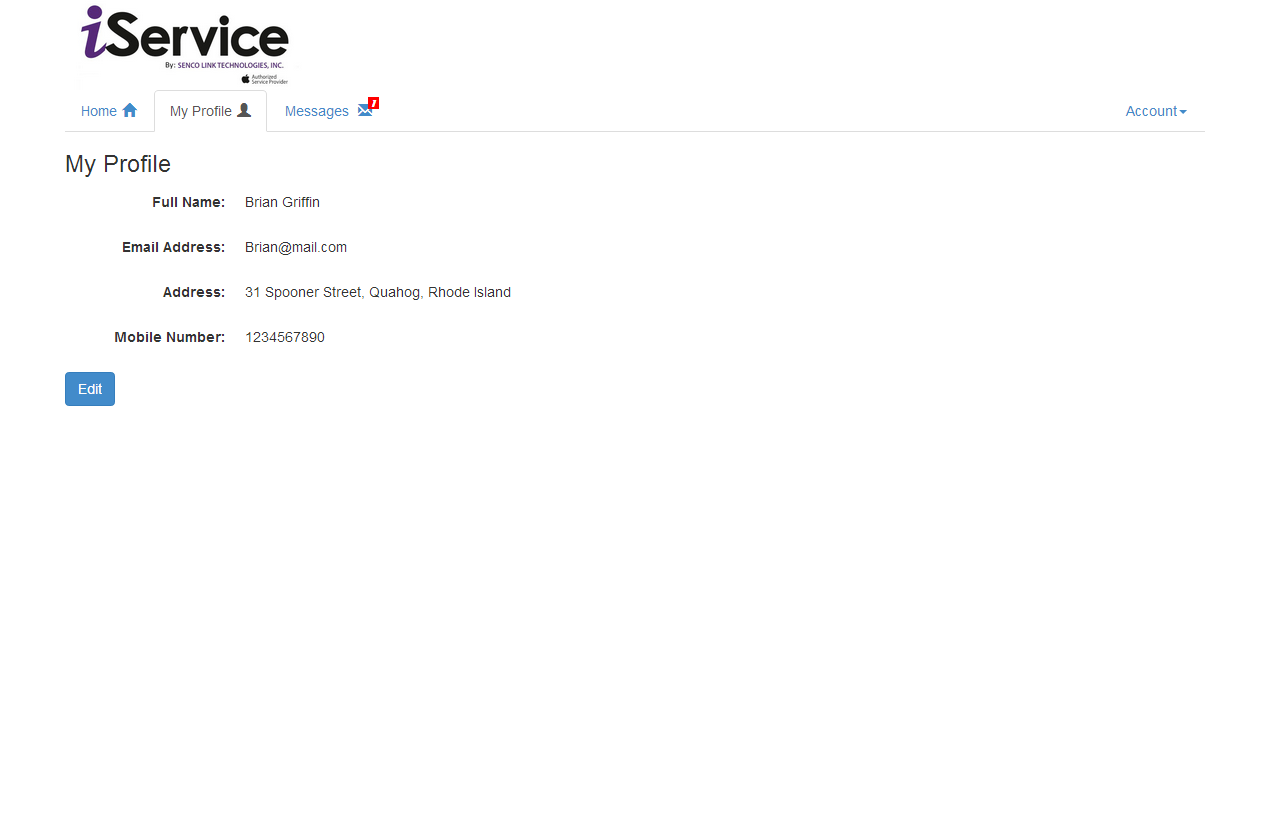 iService
By: SENCO LINK TECHNOLOGIES, INC.
Authorized
Service Provider
Home My Profile Messages 1 Account
My Profile
Full Name: Brian Griffin
Email Address: Brian@mail.com
Address: 31 Spooner Street, Quahog, Rhode Island
Mobile Number: 1234567890
Edit